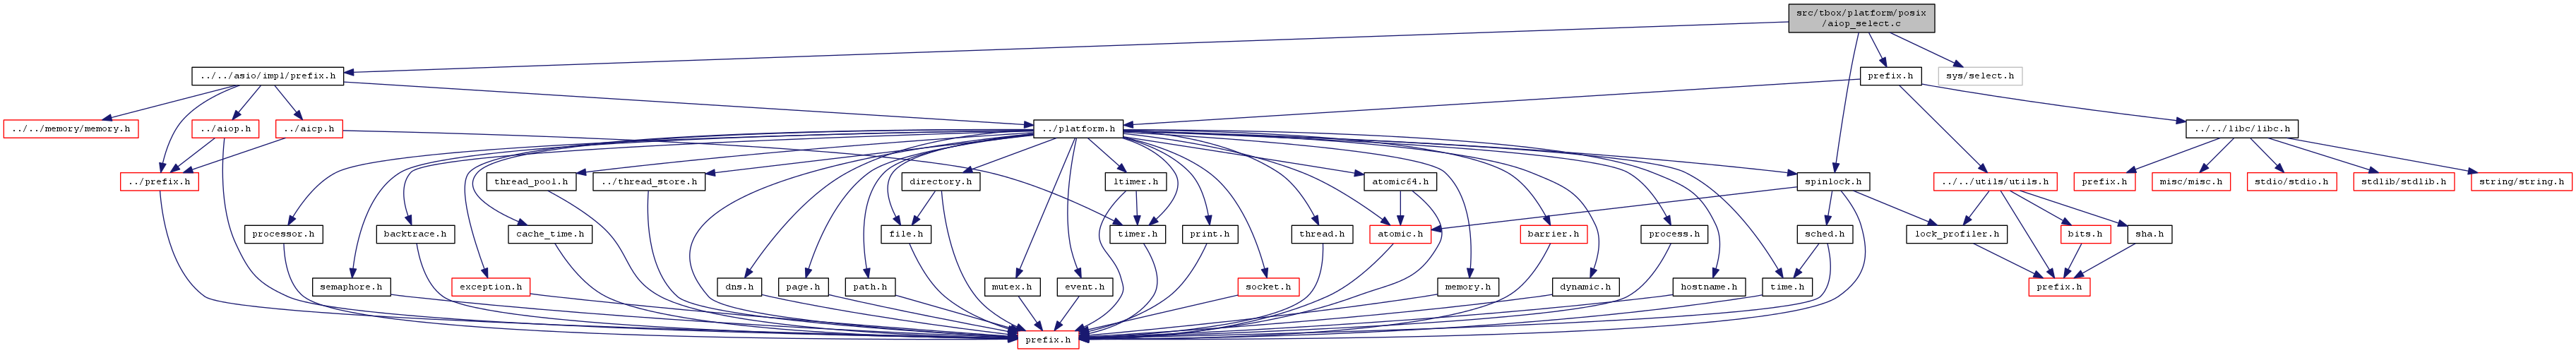 src/tbox/platform/posix
/aiop_select.c
../../asio/impl/prefix.h
prefix.h
sys/select.h
../../memory/memory.h
../aiop.h
../aicp.h
../platform.h
../../libc/libc.h
../prefix.h
thread_pool.h
../thread_store.h
directory.h
ltimer.h
atomic64.h
spinlock.h
../../utils/utils.h
prefix.h
misc/misc.h
stdio/stdio.h
stdlib/stdlib.h
string/string.h
processor.h
backtrace.h
cache_time.h
file.h
timer.h
print.h
thread.h
atomic.h
barrier.h
process.h
sched.h
lock_profiler.h
bits.h
sha.h
semaphore.h
exception.h
dns.h
page.h
path.h
mutex.h
event.h
socket.h
memory.h
dynamic.h
hostname.h
time.h
prefix.h
prefix.h